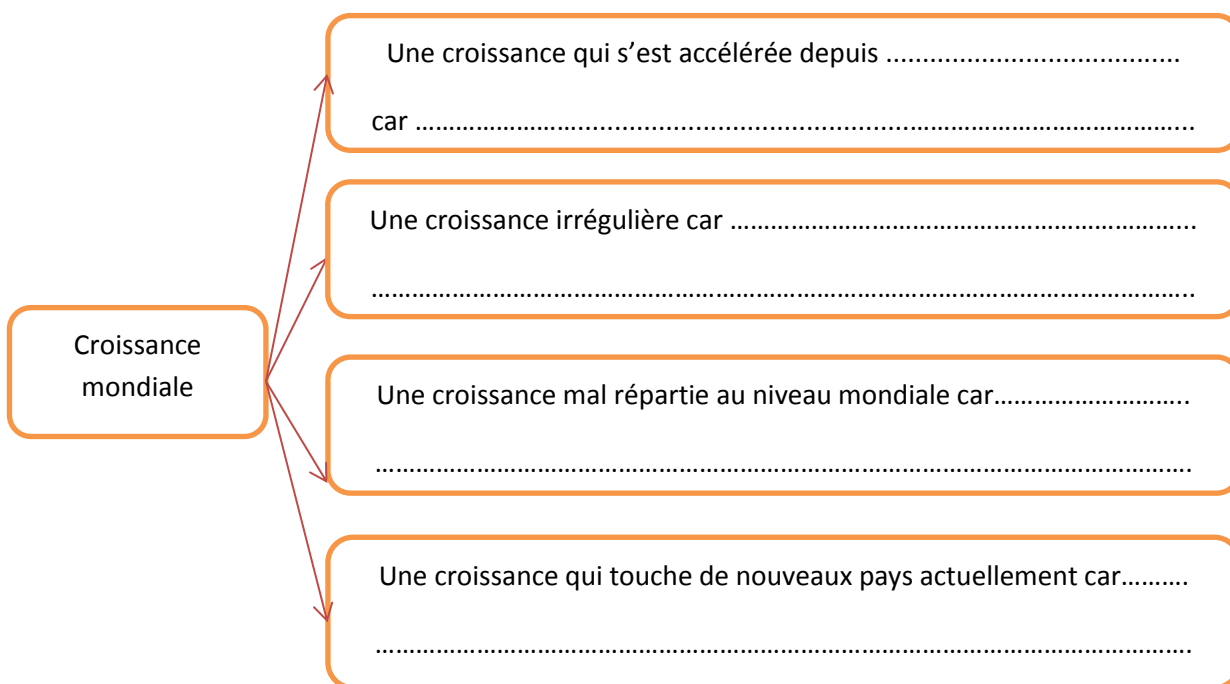 Croissance
mondiale
Une croissance qui s’est accélérée depuis ......................................
car ……………………........................................……………………………...
Une croissance irrégulière car ……………………………………………………...
………………………………………………………………………………………………..
Une croissance mal répartie au niveau mondiale car……………………..
……………………………………………………………………………………………….
Une croissance qui touche de nouveaux pays actuellement car……….
……………………………………………………………………………………………….